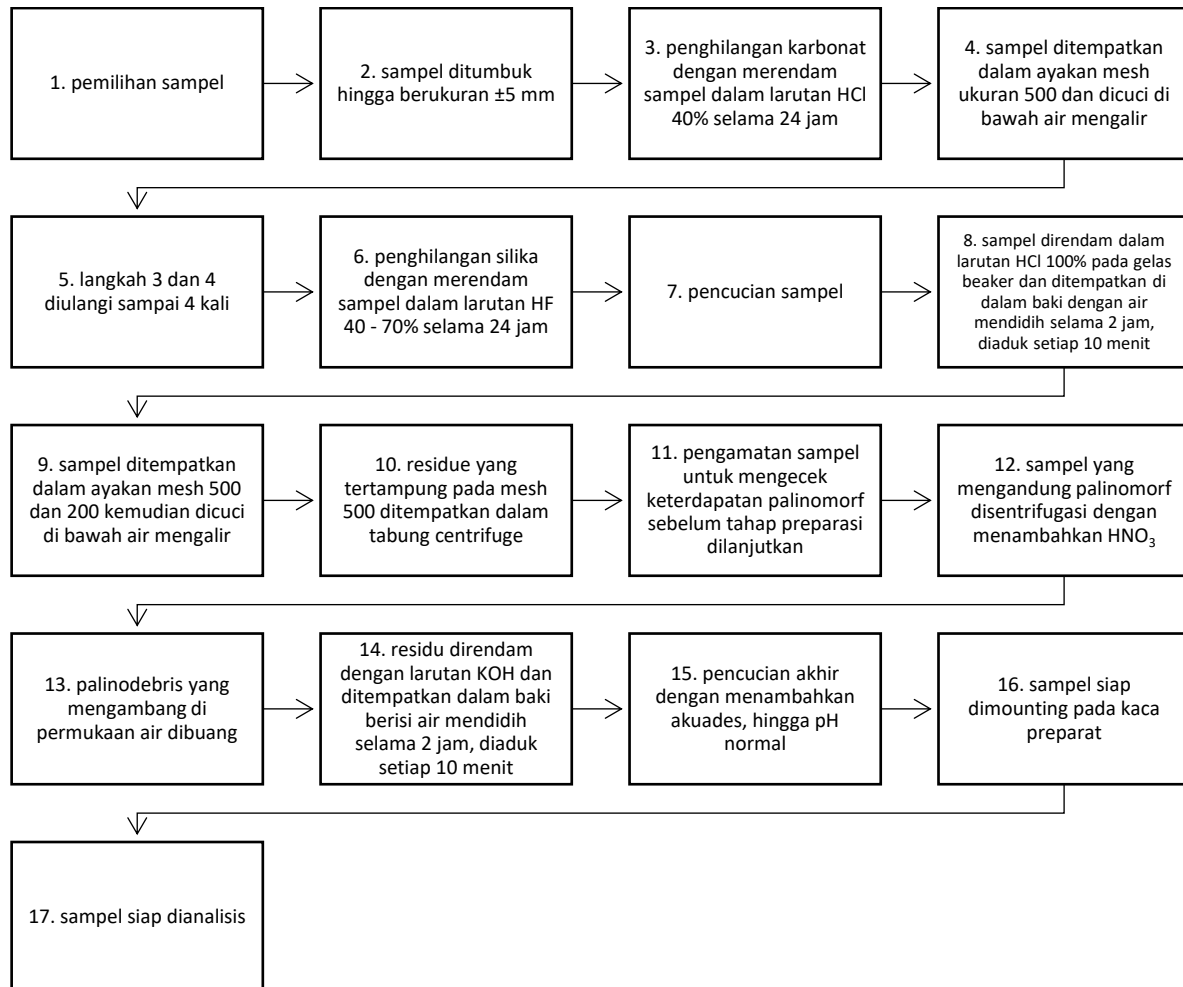 1. pemilihan sampel
2. sampel ditumbuk
hingga berukuran ±5 mm
3. penghilangan karbonat
dengan merendam
sampel dalam larutan HCl
40% selama 24 jam
4. sampel ditempatkan
dalam ayakan mesh
ukuran 500 dan dicuci di
bawah air mengalir
5. langkah 3 dan 4
diulangi sampai 4 kali
6. penghilangan silika
dengan merendam
sampel dalam larutan HF
40 - 70% selama 24 jam
7. pencucian sampel
8. sampel direndam dalam
larutan HCl 100% pada gelas
beaker dan ditempatkan di
dalam baki dengan air
mendidih selama 2 jam,
diaduk setiap 10 menit
9. sampel ditempatkan
dalam ayakan mesh 500
dan 200 kemudian dicuci
di bawah air mengalir
10. residue yang
tertampung pada mesh
500 ditempatkan dalam
tabung centrifuge
11. pengamatan sampel
untuk mengecek
keterdapatan palinomorf
sebelum tahap preparasi
dilanjutkan
12. sampel yang
mengandung palinomorf
disentrifugasi dengan
menambahkan HNO₃
13. palinodebris yang
mengambang di
permukaan air dibuang
14. residu direndam
dengan larutan KOH dan
ditempatkan dalam baki
berisi air mendidih
selama 2 jam, diaduk
setiap 10 menit
15. pencucian akhir
dengan menambahkan
akuades, hingga pH
normal
16. sampel siap
dimounting pada kaca
preparat
17. sampel siap dianalisis